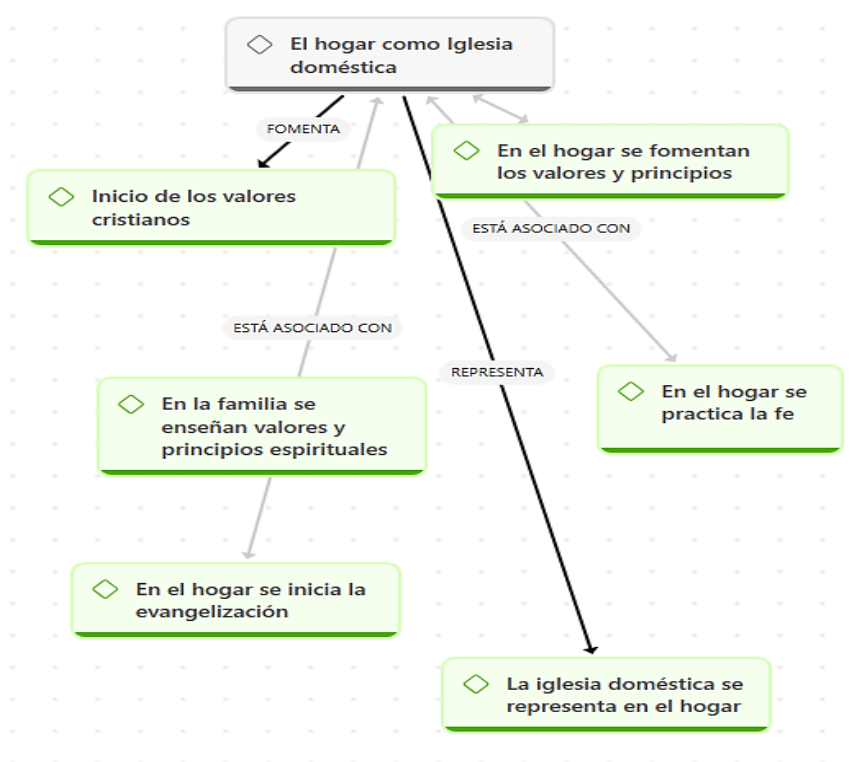 El hogar como Iglesia
doméstica
FOMENTA
En el hogar se fomentan
los valores y principios
Inicio de los valores
cristianos
ESTÁ ASOCIADO CON
ESTÁ ASOCIADO CON
REPRESENTA
En el hogar se
practica la fe
En la familia se
enseñan valores y
principios espirituales
En el hogar se inicia la
evangelización
La iglesia doméstica se
representa en el hogar